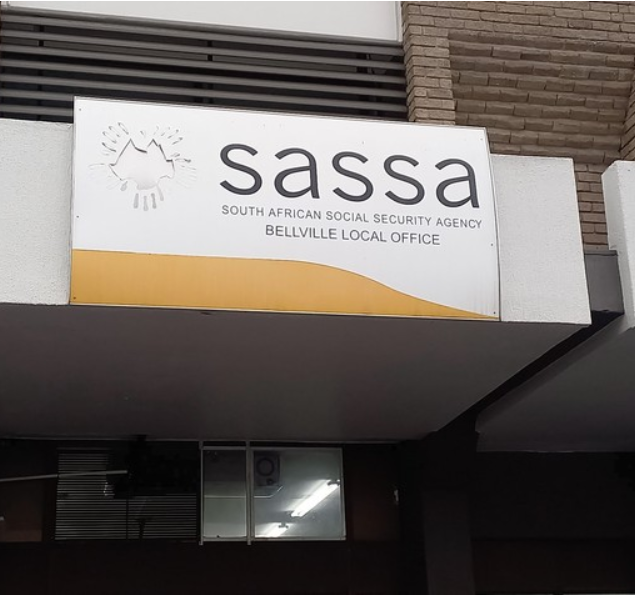 sassa
SOUTH AFRICAN SOCIAL SECURITY AGENCY
BELLVILLE LOCAL OFFICE